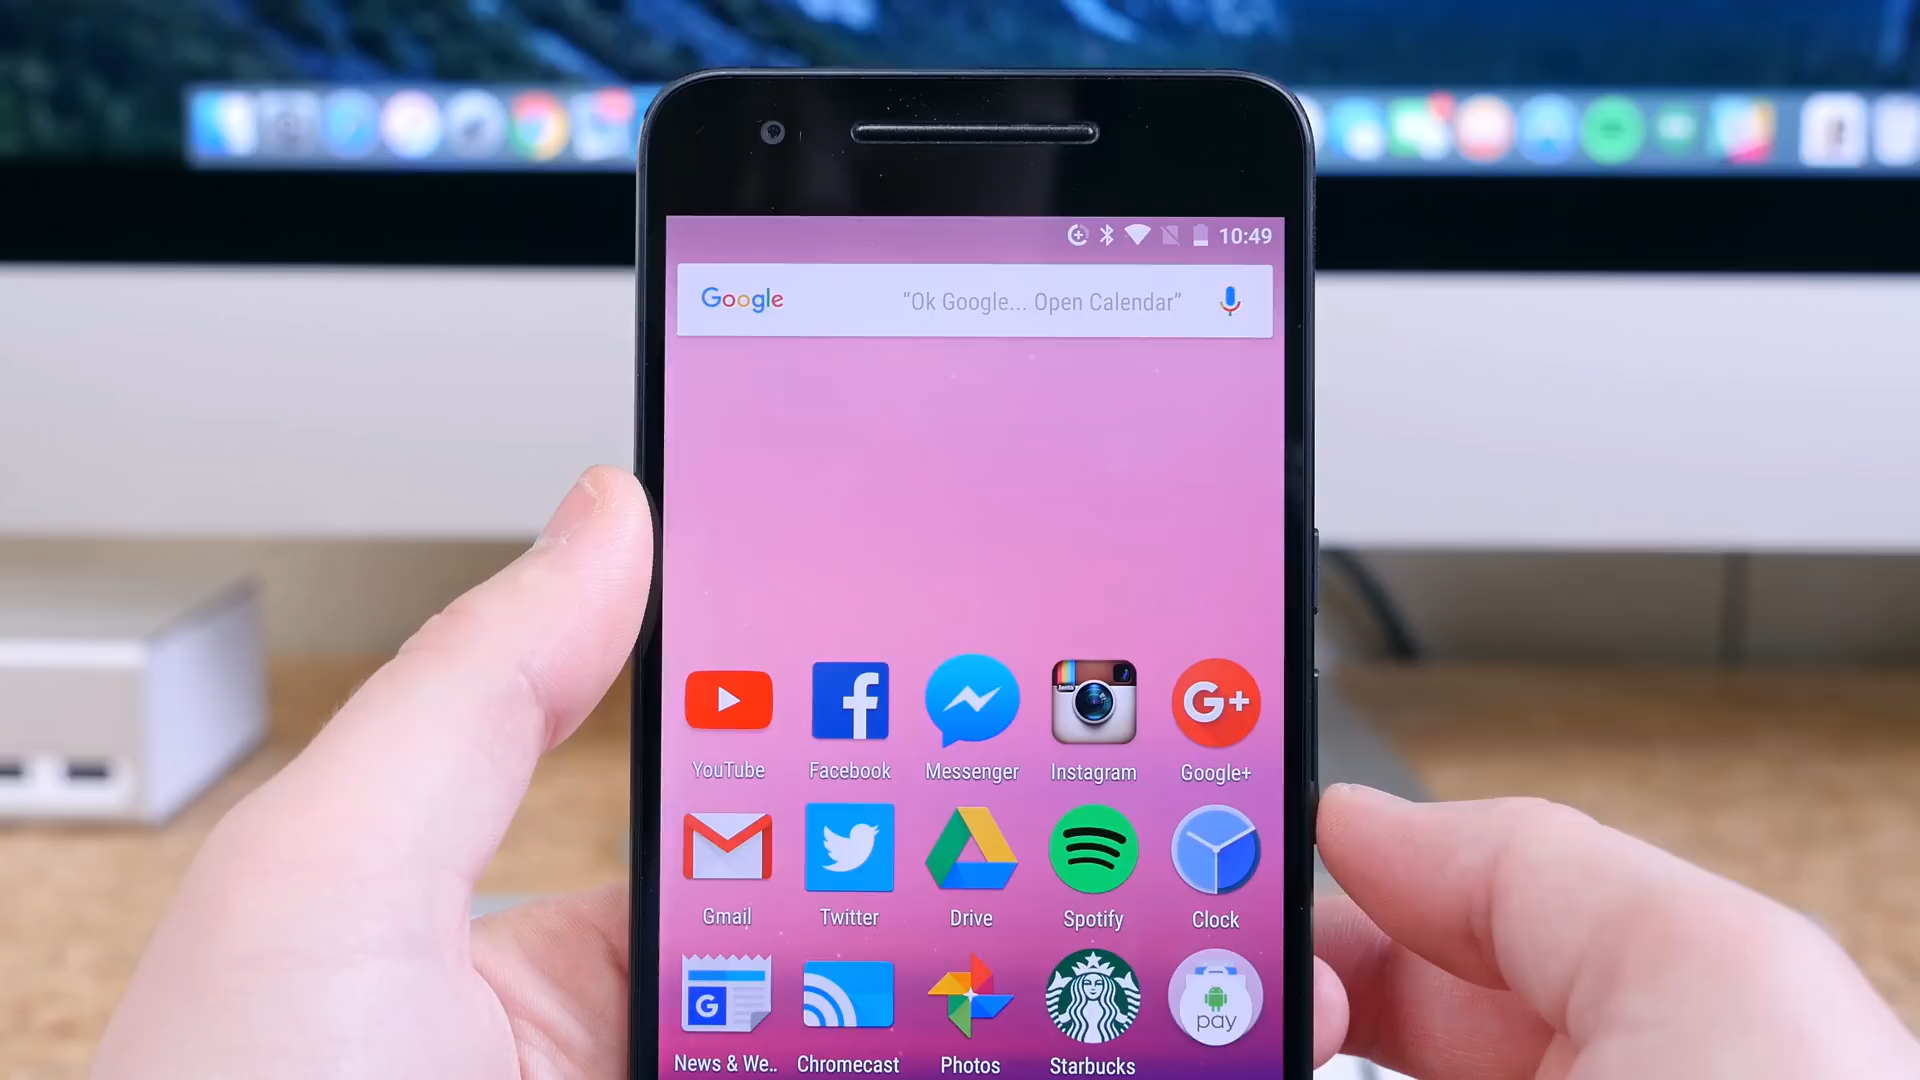 10:49
Google "Ok Google... Open Calendar"
YouTube Facebook Messenger Instagram Google+
Gmail Twitter Drive Spotify Clock
pay
News & We.. Chromecast Photos Starbucks